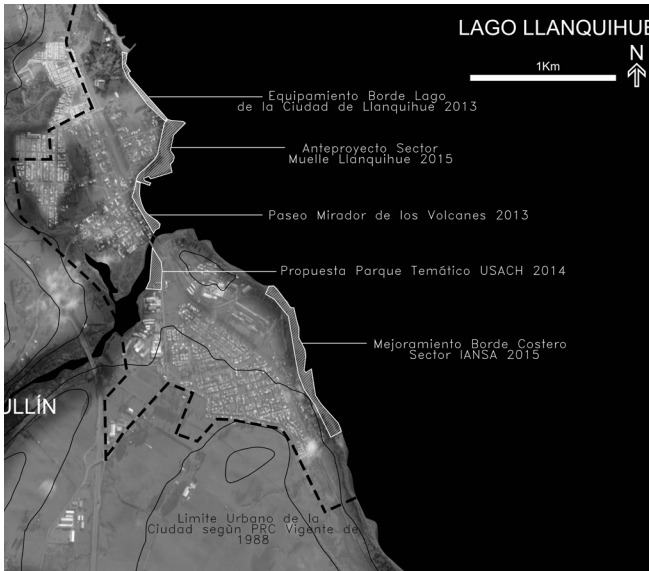 LAGO LLANQUIHUE
N
1Km
Equipamiento Borde Lago
de la Ciudad de Llanquihue 2013
Anteproyecto Sector
Muelle Llanquihue 2015
Paseo Mirador de los Volcanes 2013
Propuesta Parque Temático USACH 2014
Mejoramiento Borde Costero
Sector IANSA 2015
ULLÍN
Limite Urbano de la
Ciudad según PRC Vigente de
1988